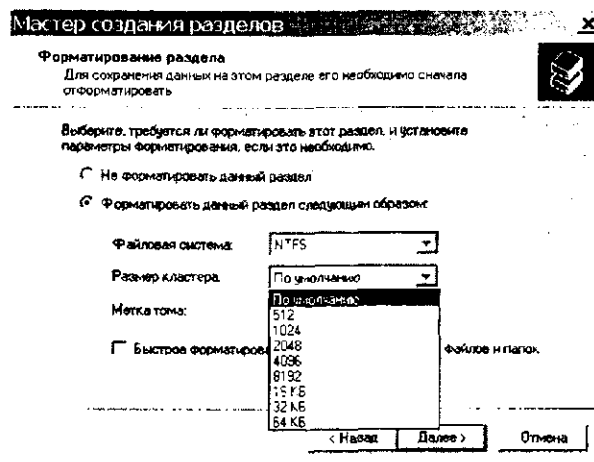 Мастер создания разделов
Форматирование раздела
Для сохранения данных на этом разделе его необходимо сначала
отформатировать
Выберите, требуется ли форматировать этот раздел, и установите
параметры форматирования, если это необходимо.
Не форматировать данный раздел
Форматировать данный раздел следующим образом:
Файловая система: NTFS
Размер кластера: По умолчанию
По умолчанию
Метка тома:
512
1024
2048
Быстрое форматиров файлов и папок.
4096
8192
16 КБ
32 КБ
64 КБ
< Назад Далее > Отмена